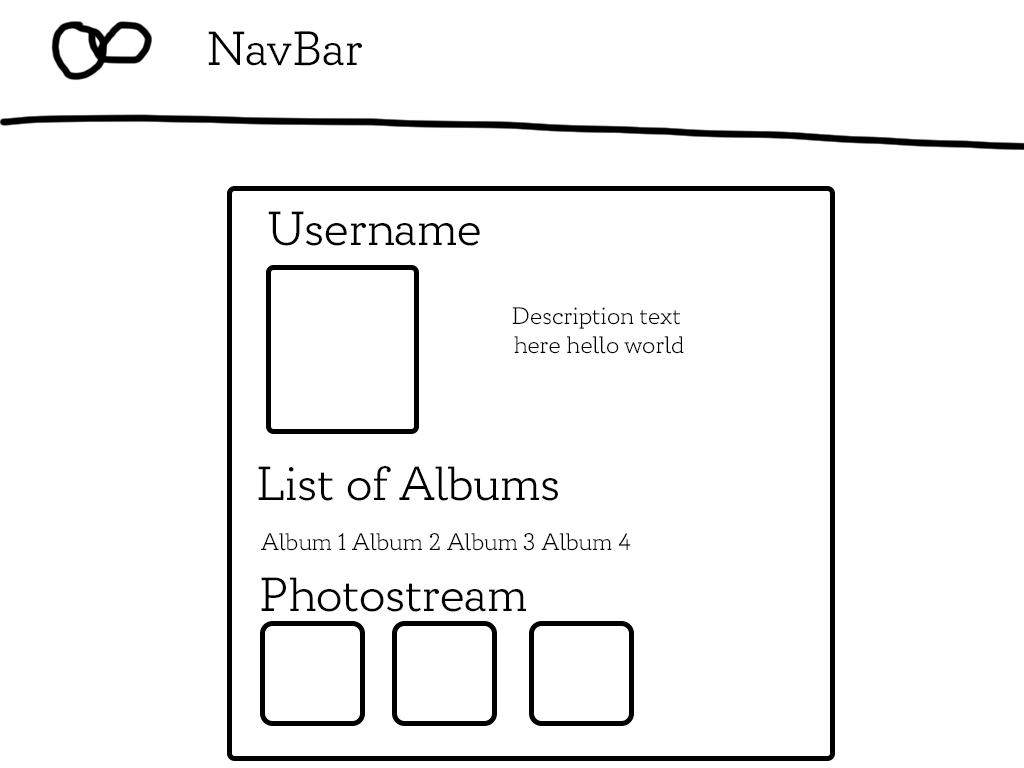 NavBar
Username
Description text
here hello world
List of Albums
Album 1 Album 2 Album 3 Album 4
Photostream